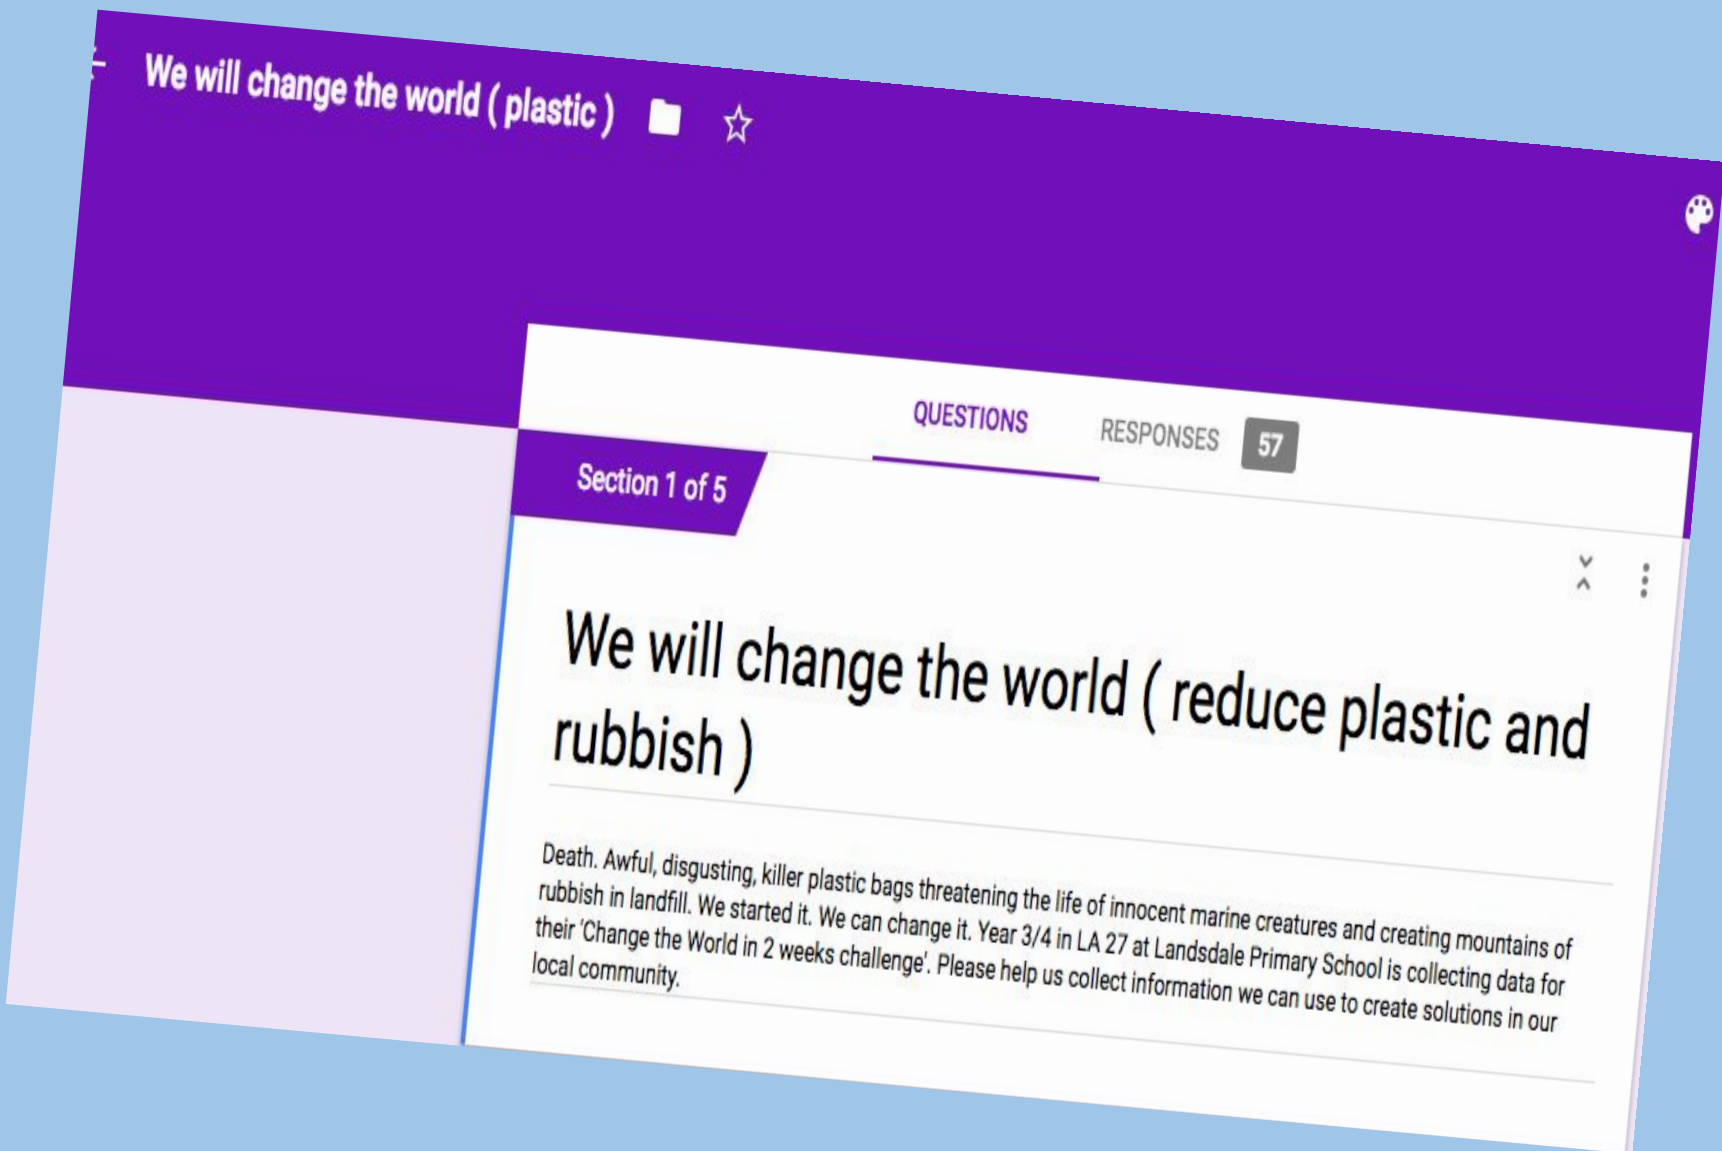 We will change the world ( plastic )
QUESTIONS
RESPONSES 57
Section 1 of 5
We will change the world ( reduce plastic and
rubbish )
Death. Awful, disgusting, killer plastic bags threatening the life of innocent marine creatures and creating mountains of
rubbish in landfill. We started it. We can change it. Year 3/4 in LA 27 at Landsdale Primary School is collecting data for
their 'Change the World in 2 weeks challenge'. Please help us collect information we can use to create solutions in our
local community.